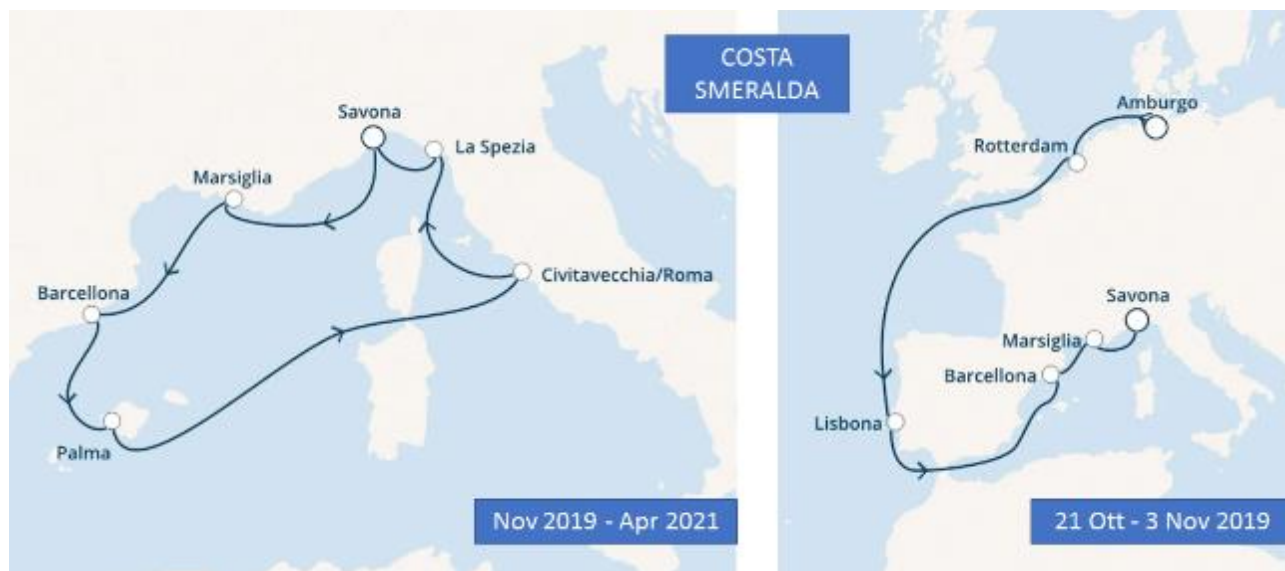 COSTA
SMERALDA
Savona
La Spezia
Marsiglia
Civitavecchia/Roma
Barcellona
Palma
Nov 2019 - Apr 2021
Amburgo
Rotterdam
Savona
Marsiglia
Barcellona
Lisbona
21 Ott - 3 Nov 2019